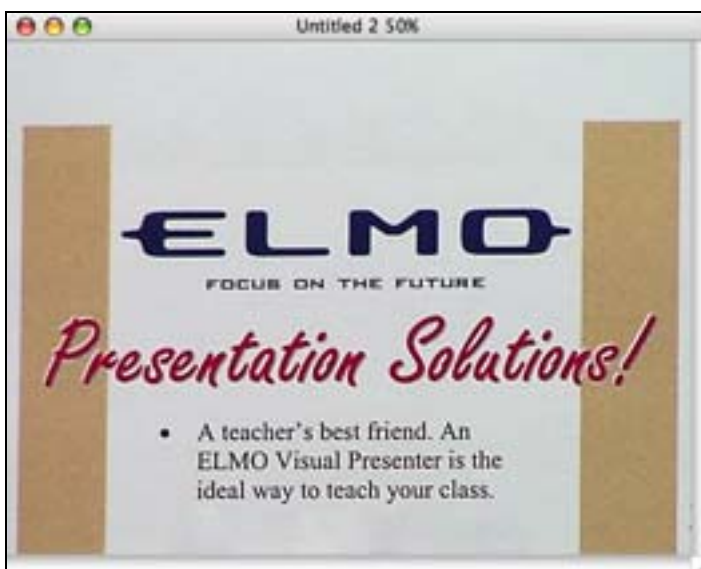 Untitled 2 50%
ELMO
FOCUS ON THE FUTURE
Presentation Solutions!
• A teacher's best friend. An
ELMO Visual Presenter is the
ideal way to teach your class.